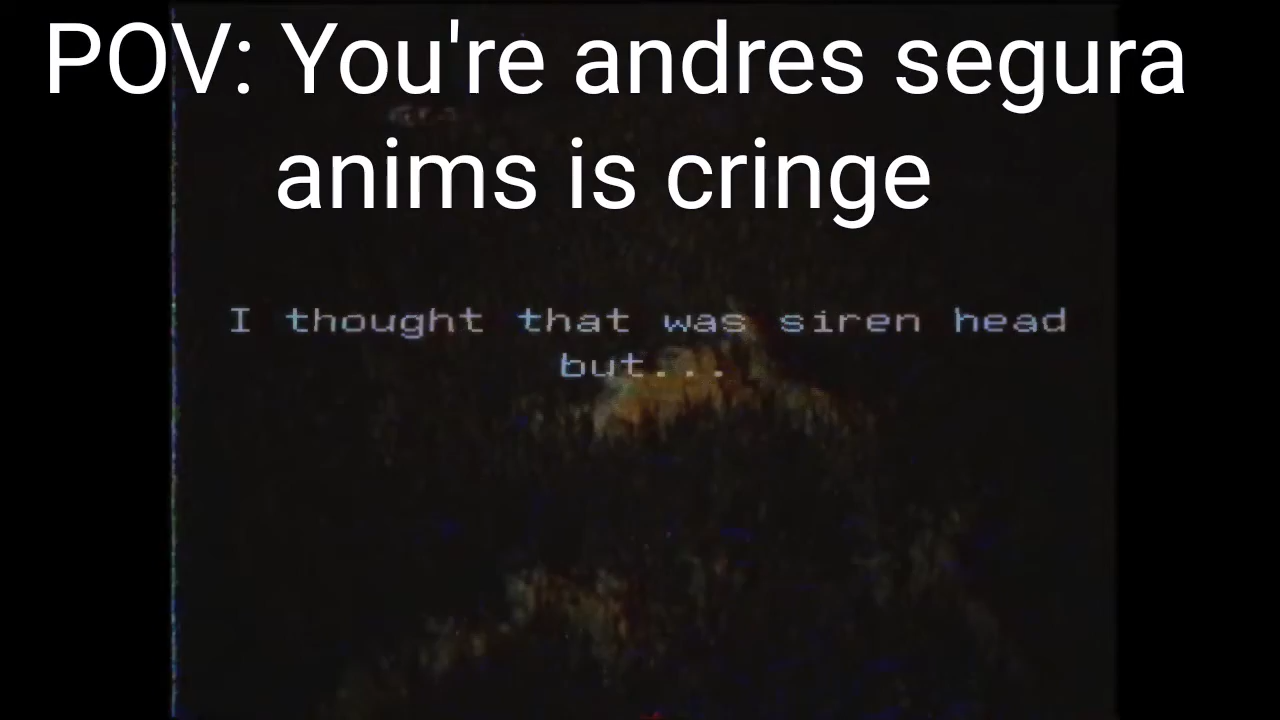 POV: You're andres segura
anims is cringe
I thought that was siren head
but...